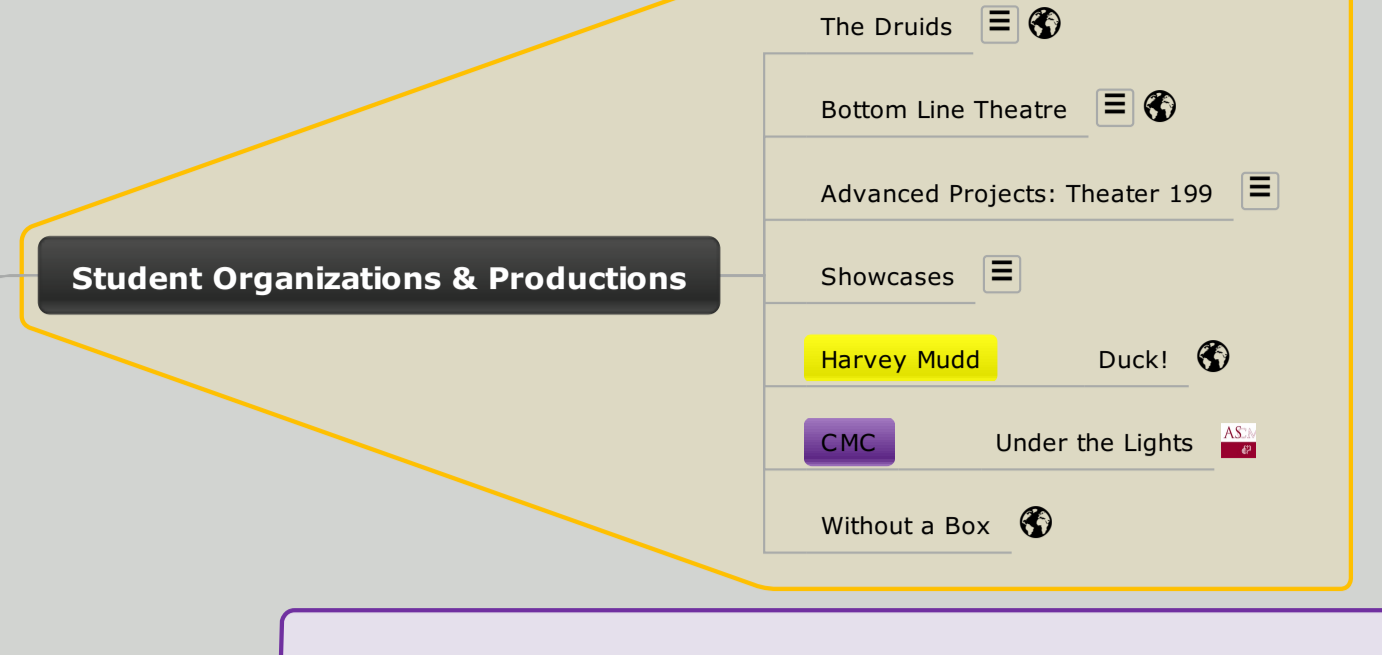 The Druids
Bottom Line Theatre
Advanced Projects: Theater 199
Student Organizations & Productions
Showcases
Harvey Mudd Duck!
CMC Under the Lights
Without a Box